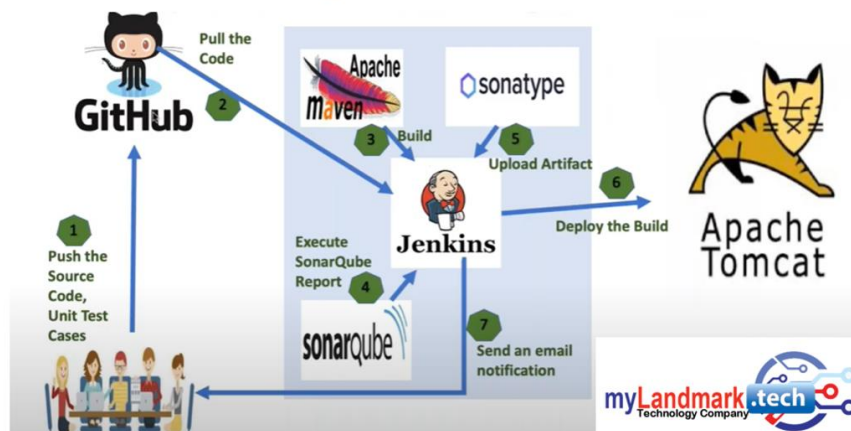 Pull the
Code
GitHub
2
Apache
maven
3
Build
sonatype
5
Upload Artifact
6
Deploy the Build
Apache
Tomcat
Jenkins
1
Push the
Source
Code,
Unit Test
Cases
Execute
SonarQube
Report
4
sonarqube
7
Send an email
notification
myLandmark.tech
Technology Company